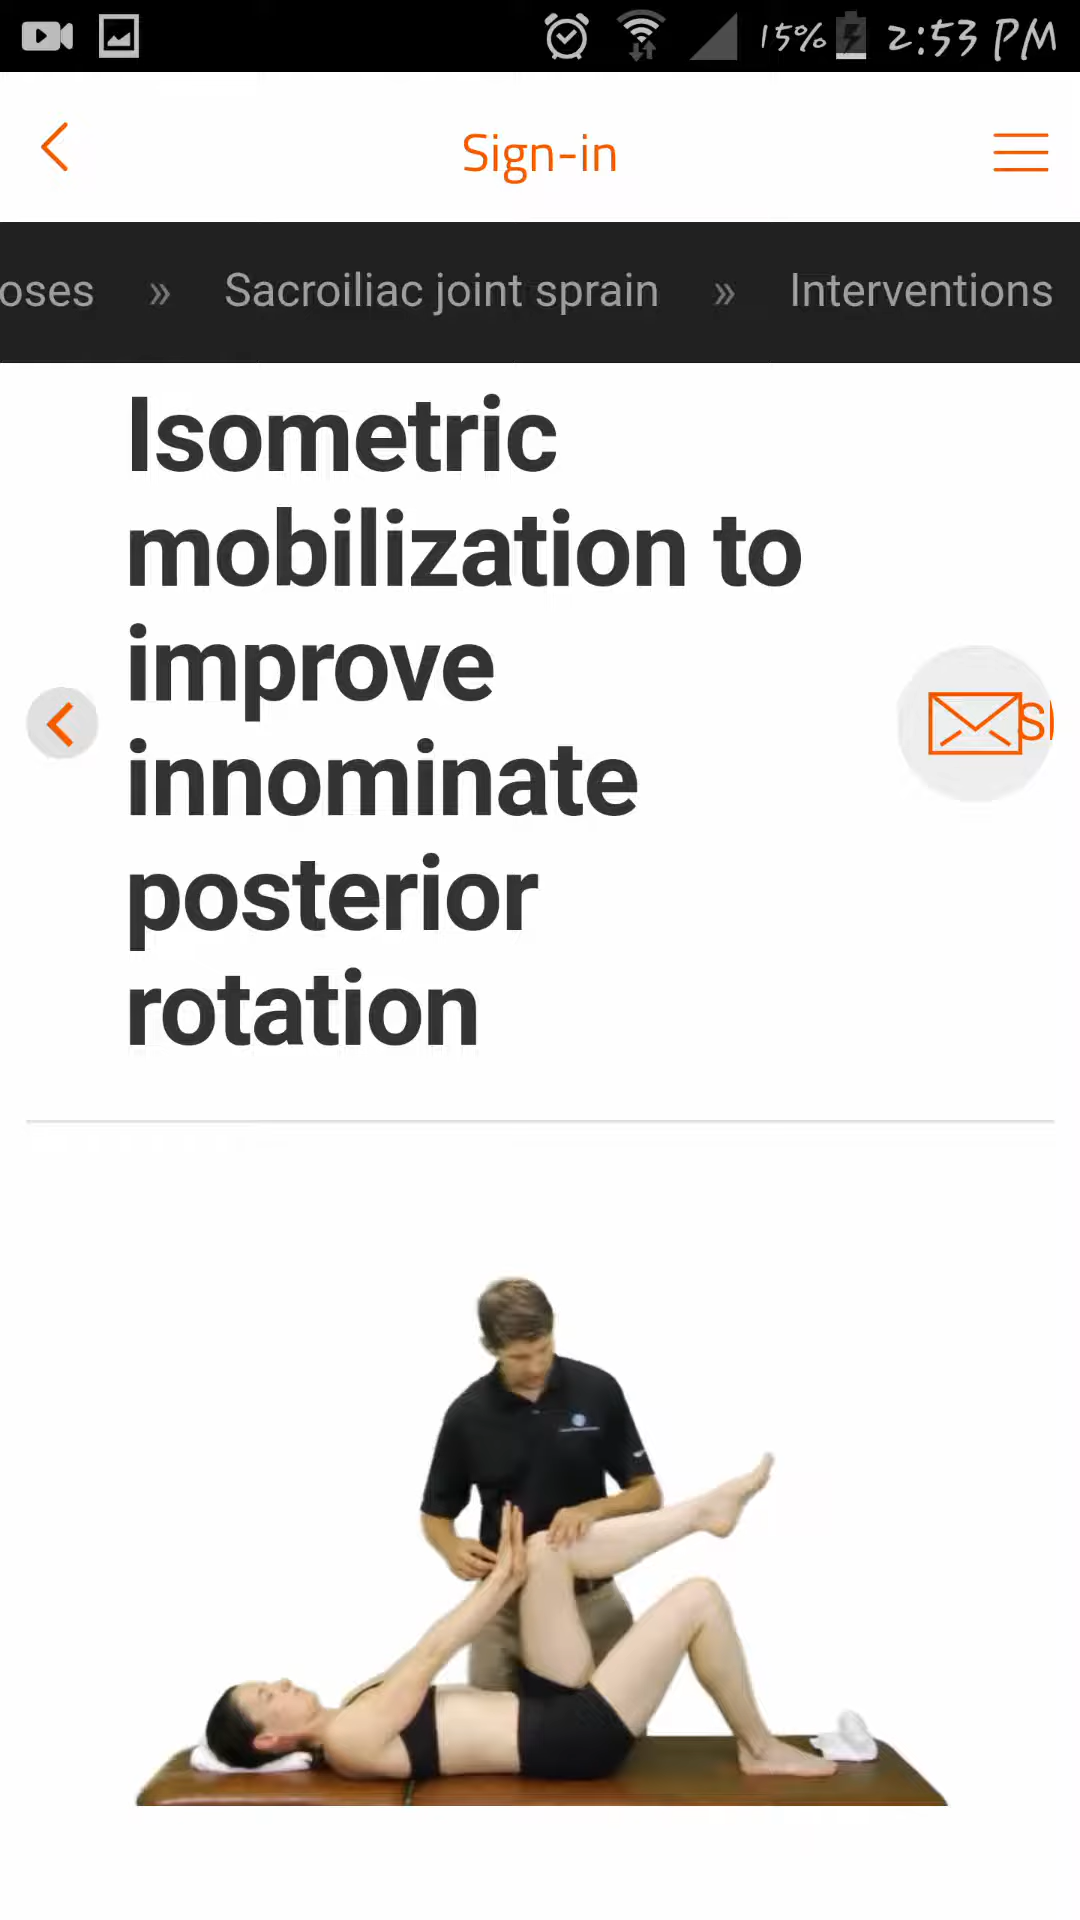 15% 2:53 PM
Sign-in
oses » Sacroiliac joint sprain » Interventions
Isometric
mobilization to
improve
innominate
posterior
rotation